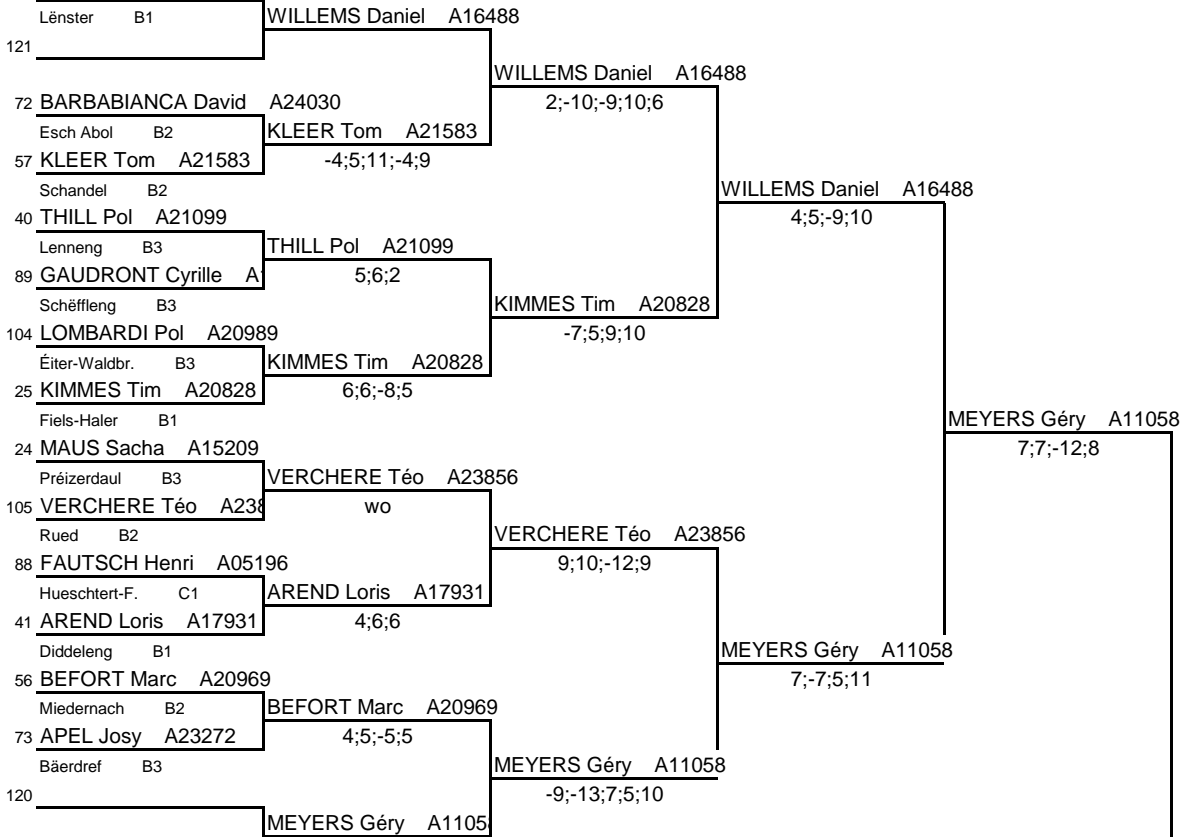 Lënster B1 WILLEMS Daniel A16488
121
WILLEMS Daniel A16488
72 BARBABIANCA David A24030 2;-10;-9;10;6
Esch Abol B2 KLEER Tom A21583
57 KLEER Tom A21583 -4;5;11;-4;9
Schandel B2 WILLEMS Daniel A16488
40 THILL Pol A21099 4;5;-9;10
Lenneng B3 THILL Pol A21099
89 GAUDRONT Cyrille A1 5;6;2
Schëffleng B3 KIMMES Tim A20828
104 LOMBARDI Pol A20989 -7;5;9;10
Éiter-Waldbr. B3 KIMMES Tim A20828
25 KIMMES Tim A20828 6;6;-8;5
Fiels-Haler B1 MEYERS Géry A11058
24 MAUS Sacha A15209 7;7;-12;8
Préizerdaul B3 VERCHERE Téo A23856
105 VERCHERE Téo A238 wo
Rued B2 VERCHERE Téo A23856
88 FAUTSCH Henri A05196 9;10;-12;9
Hueschtert-F. C1 AREND Loris A17931
41 AREND Loris A17931 4;6;6
Diddeleng B1 MEYERS Géry A11058
56 BEFORT Marc A20969 7;-7;5;11
Miedernach B2 BEFORT Marc A20969
73 APEL Josy A23272 4;5;-5;5
Bäerdref B3 MEYERS Géry A11058
120 -9;-13;7;5;10
MEYERS Géry A1105